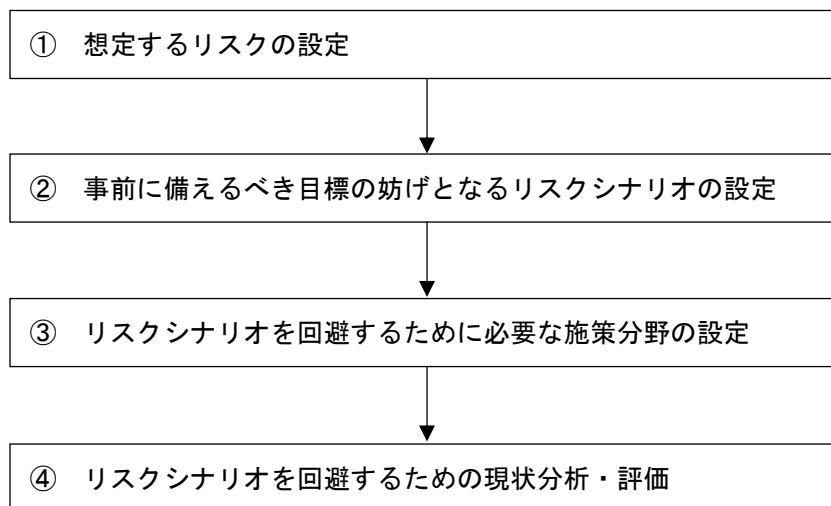 ① 想定するリスクの設定
② 事前に備えるべき目標の妨げとなるリスクシナリオの設定
③ リスクシナリオを回避するために必要な施策分野の設定
④ リスクシナリオを回避するための現状分析・評価